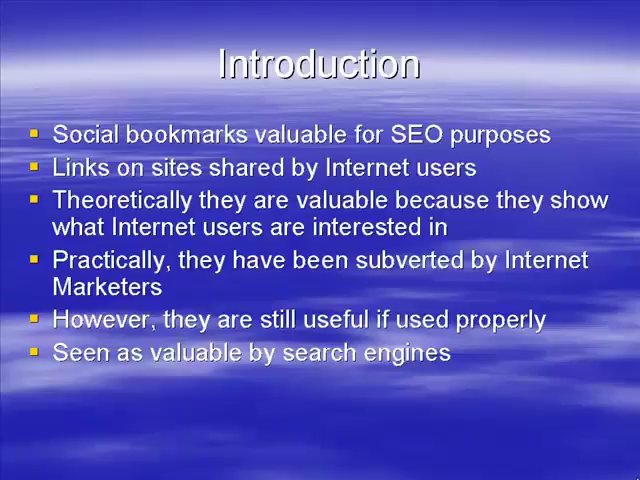 Introduction
Social bookmarks valuable for SEO purposes
Links on sites shared by Internet users
Theoretically they are valuable because they show
what Internet users are interested in
Practically, they have been subverted by Internet
Marketers
However, they are still useful if used properly
Seen as valuable by search engines